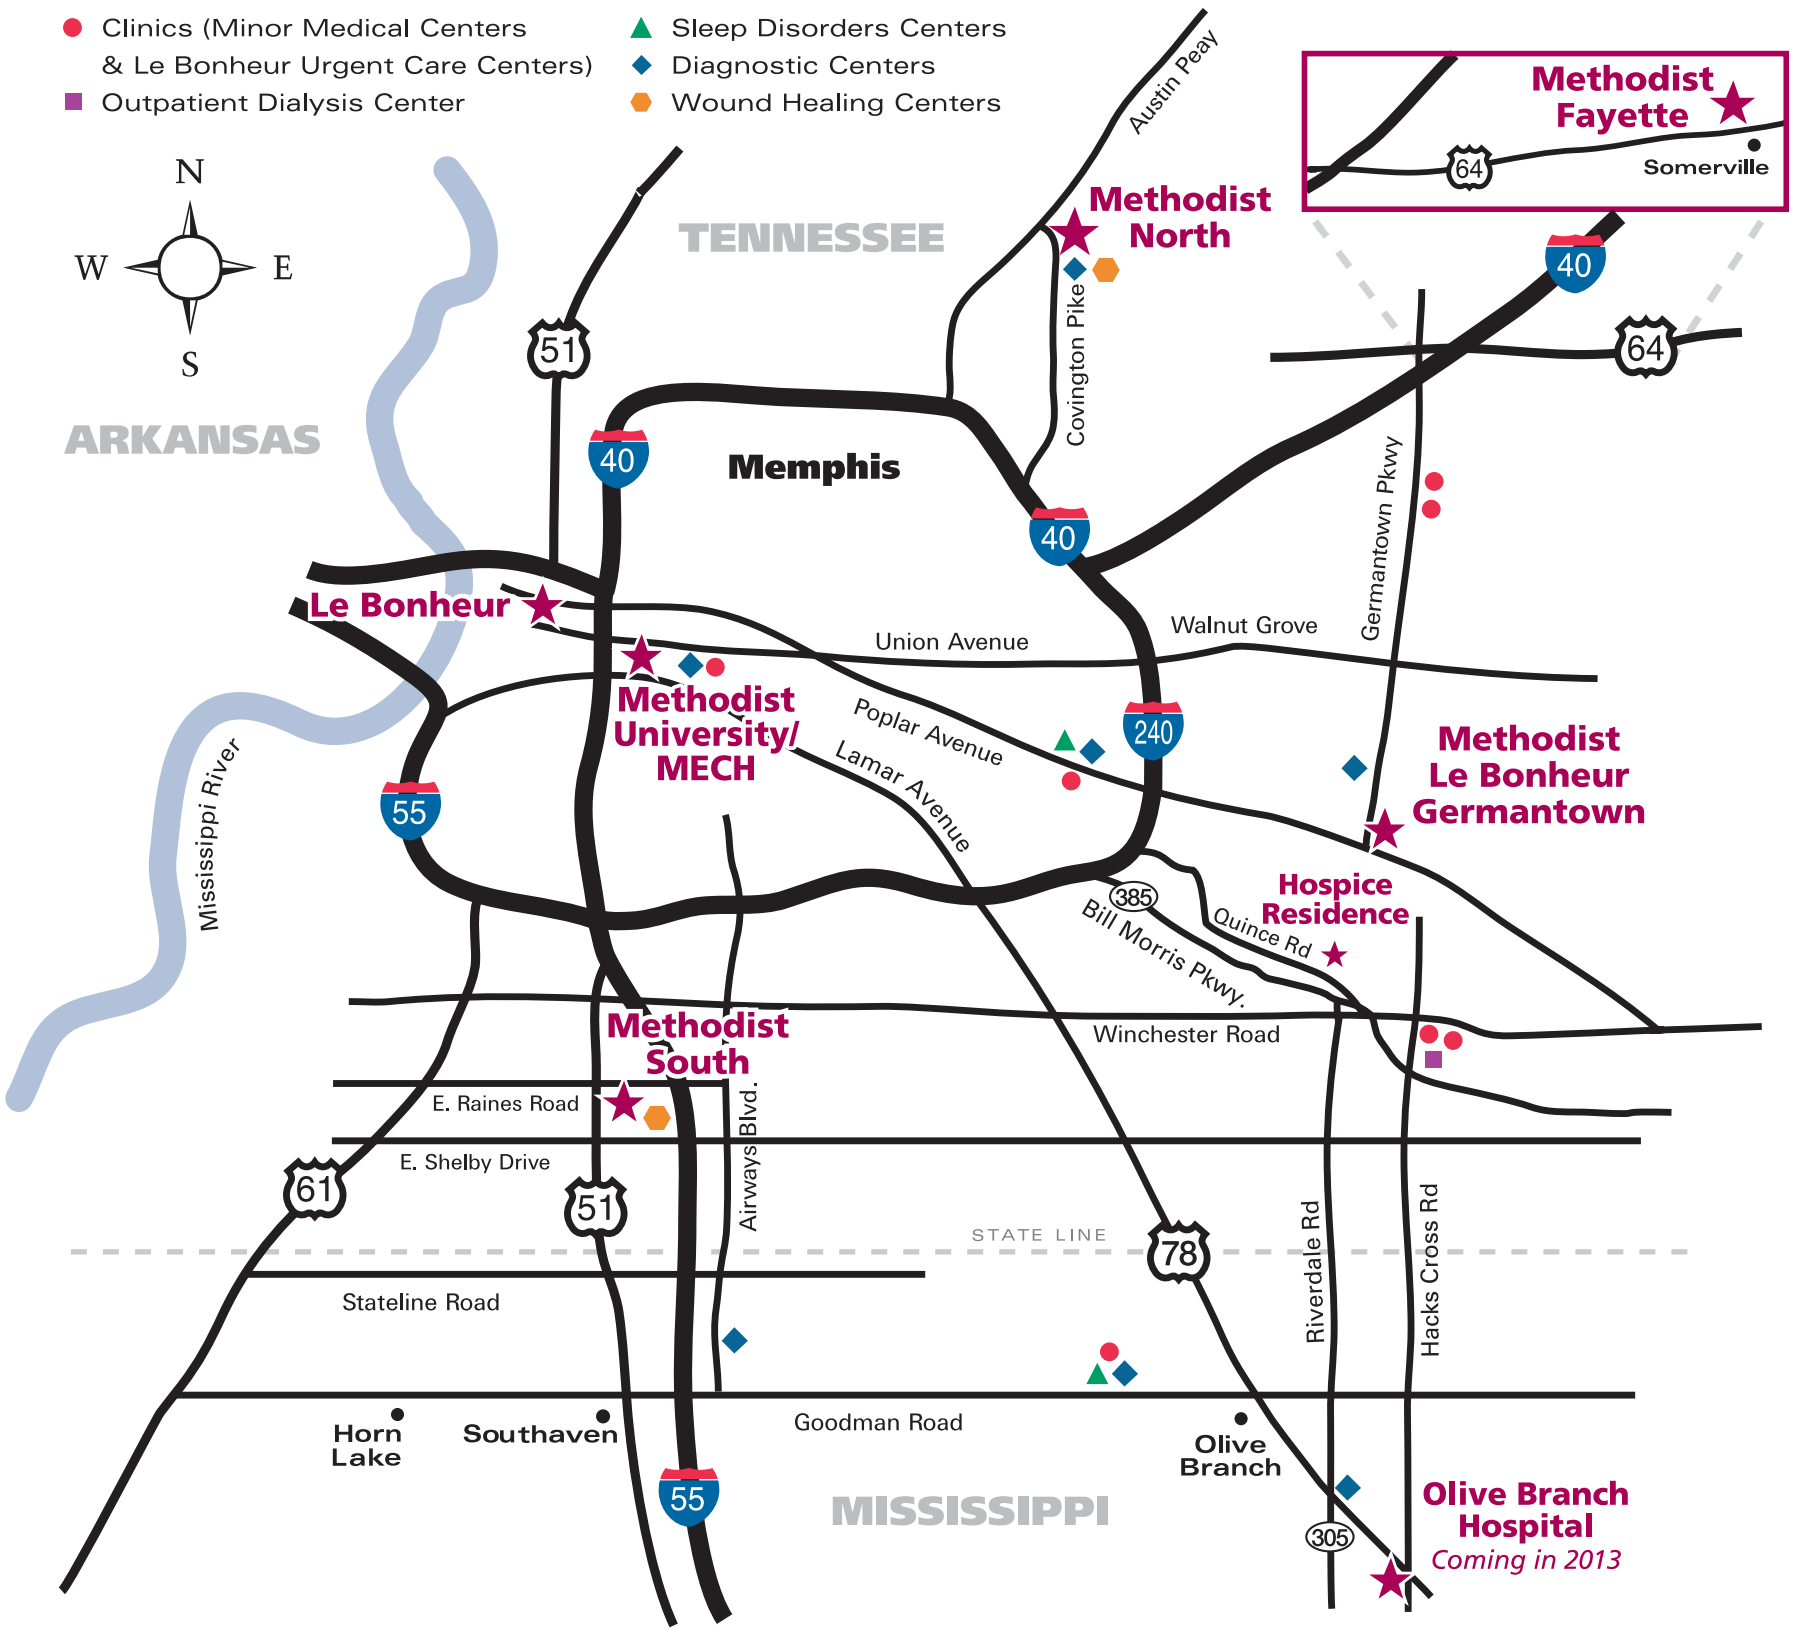 Clinics (Minor Medical Centers
& Le Bonheur Urgent Care Centers)
Outpatient Dialysis Center
Sleep Disorders Centers
Diagnostic Centers
Wound Healing Centers
Austin Peay
Methodist
Fayette
64
Somerville
N
W
E
S
TENNESSEE
Methodist
North
40
51
64
Covington Pike
ARKANSAS
40
Memphis
40
Germantown Pkwy
Le Bonheur
Union Avenue
Walnut Grove
Methodist
University/
MECH
Poplar Avenue
240
Lamar Avenue
Methodist
Le Bonheur
Germantown
Mississippi River
55
385
Bill Morris Pkwy.
Quince Rd
Hospice
Residence
Methodist
South
Winchester Road
E. Raines Road
Airways Blvd.
E. Shelby Drive
61
51
STATE LINE
78
Riverdale Rd
Hacks Cross Rd
Stateline Road
Goodman Road
Horn
Lake
Southaven
Olive
Branch
55
MISSISSIPPI
305
Olive Branch
Hospital
Coming in 2013